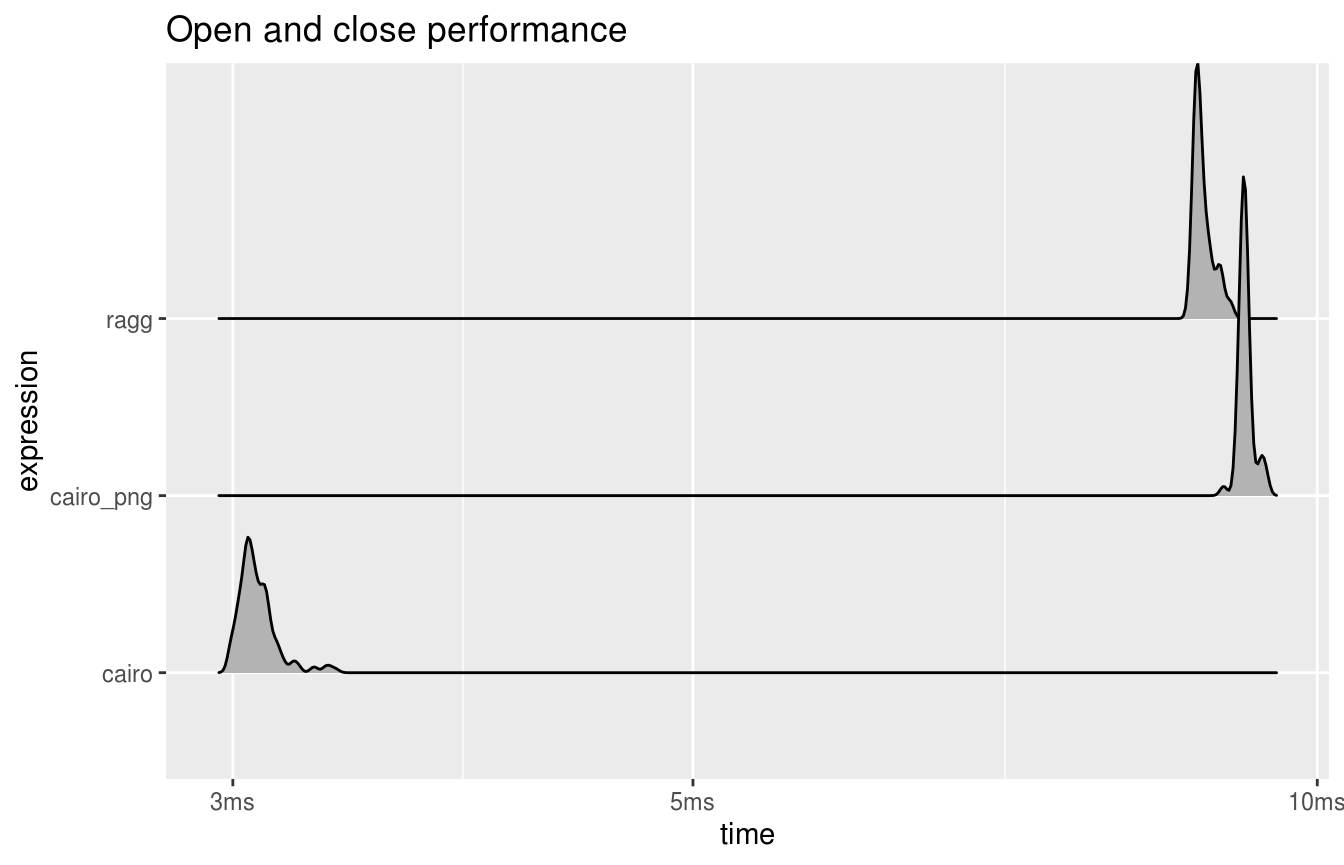 Open and close performance
ragg
cairo_png
cairo
expression
3ms
5ms
10ms
time